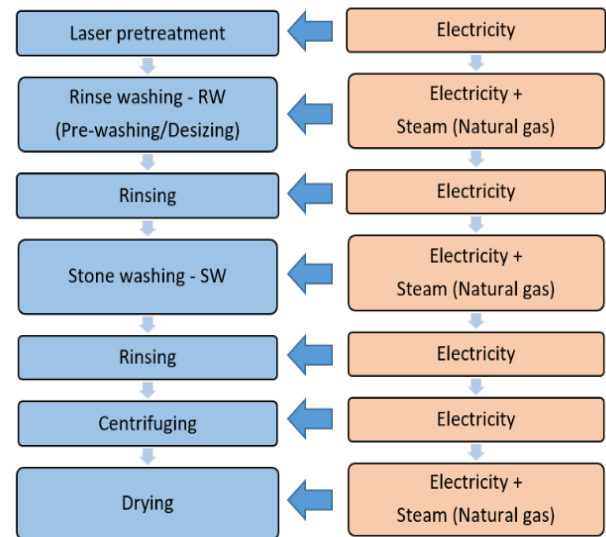 Laser pretreatment
Electricity
Rinse washing - RW
(Pre-washing/Desizing)
Electricity +
Steam (Natural gas)
Rinsing
Electricity
Stone washing - SW
Electricity +
Steam (Natural gas)
Rinsing
Electricity
Centrifuging
Electricity
Drying
Electricity +
Steam (Natural gas)